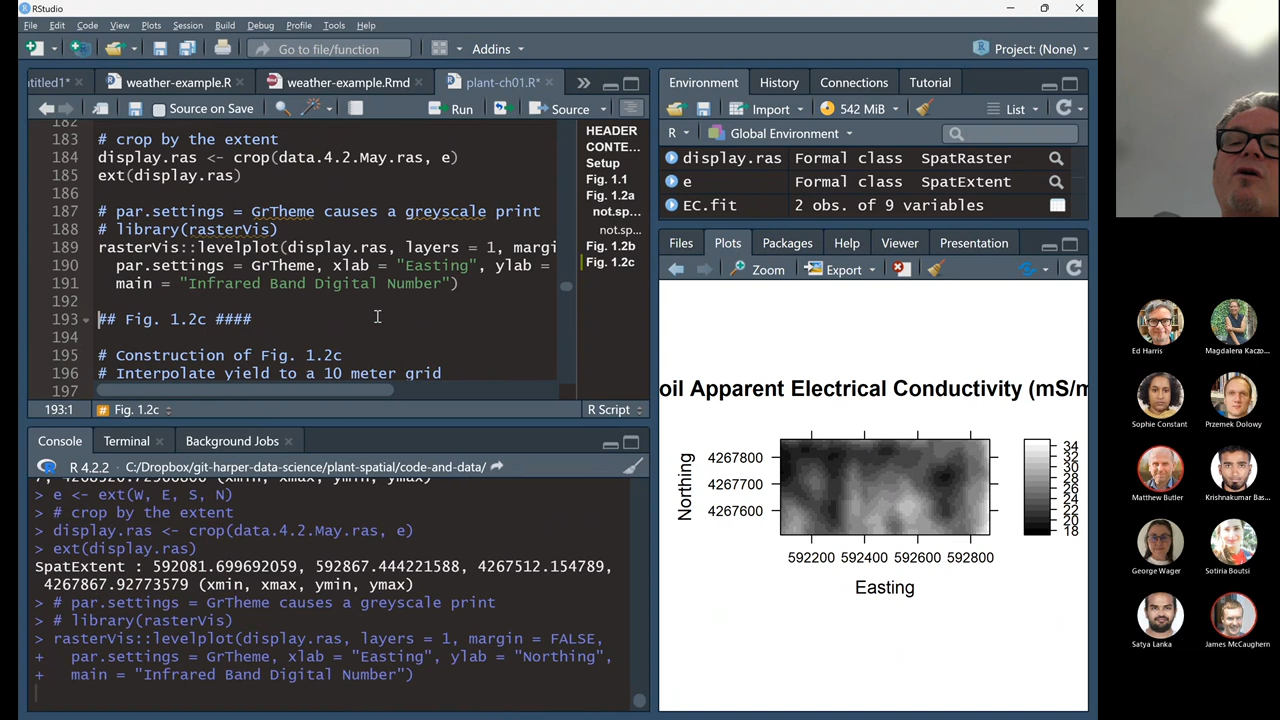 RStudio
File Edit Code View Plots Session Build Debug Profile Tools Help
Go to file/function Addins Project: (None)
ntitled1* weather-example.R weather-example.Rmd plant-ch01.R*
Source on Save Run Source
182
183 # crop by the extent
184 display.ras <- crop(data.4.2.May.ras, e)
185 ext(display.ras)
186
187 # par.settings = GrTheme causes a greyscale print
188 # library(rasterVis)
189 rasterVis::levelplot(display.ras, layers = 1, margi
190 par.settings = GrTheme, xlab = "Easting", ylab =
191 main = "Infrared Band Digital Number")
192
193 ## Fig. 1.2c ####
194
195 # Construction of Fig. 1.2c
196 # Interpolate yield to a 10 meter grid
197
HEADER
CONTE...
Setup
Fig. 1.1
Fig. 1.2a
not.sp...
not.sp...
Fig. 1.2b
Fig. 1.2c
193:1 Fig. 1.2c R Script
Console Terminal Background Jobs
R 4.2.2 · C:/Dropbox/git-harper-data-science/plant-spatial/code-and-data/
> e <- ext(W, E, S, N)
> # crop by the extent
> display.ras <- crop(data.4.2.May.ras, e)
> ext(display.ras)
SpatExtent : 592081.699692059, 592867.444221588, 4267512.154789,
4267867.92773579 (xmin, xmax, ymin, ymax)
> # par.settings = GrTheme causes a greyscale print
> # library(rasterVis)
> rasterVis::levelplot(display.ras, layers = 1, margin = FALSE,
+ par.settings = GrTheme, xlab = "Easting", ylab = "Northing",
+ main = "Infrared Band Digital Number")
Environment History Connections Tutorial
Import 542 MiB List
R Global Environment
display.ras Formal class SpatRaster
e Formal class SpatExtent
EC.fit 2 obs. of 9 variables
Files Plots Packages Help Viewer Presentation
Zoom Export
oil Apparent Electrical Conductivity (mS/m
Northing
4267800
4267700
4267600
592200 592400 592600 592800
Easting
34
32
30
28
26
24
22
20
18
Ed Harris Magdalena Kaczo...
Sophie Constant Przemek Dolowy
Matthew Butler Krishnakumar Bas...
George Wager Sotiria Boutsi
Satya Lanka James McCaughern